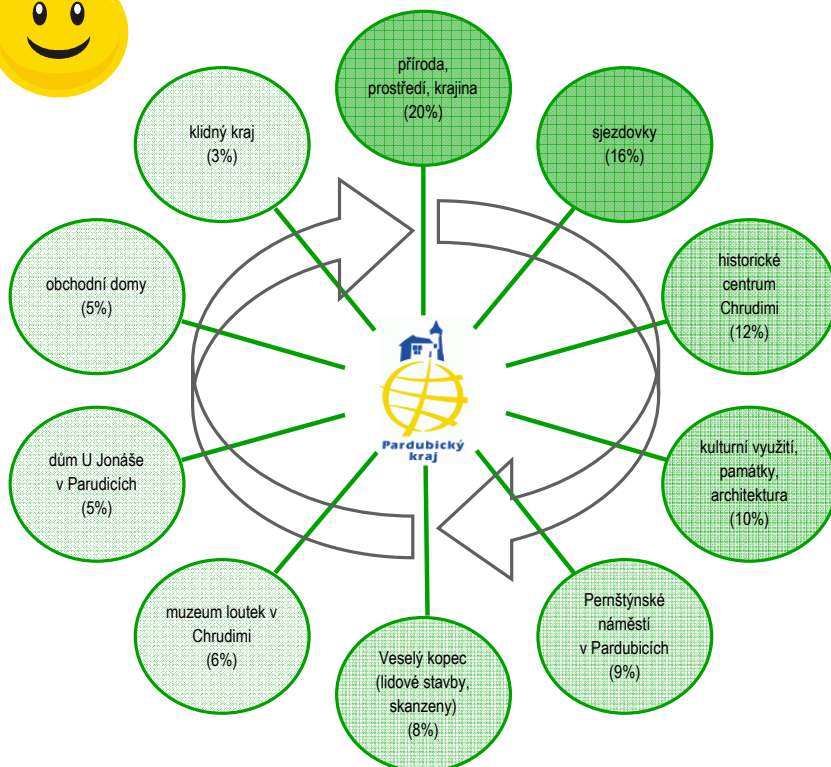 příroda,
prostředí, krajina
(20%)
sjezdovky
(16%)
historické
centrum
Chrudimi
(12%)
kulturní využití,
památky,
architektura
(10%)
Pernštýnské
náměstí
v Pardubicích
(9%)
Veselý kopec
(lidové stavby,
skanzeny)
(8%)
muzeum loutek v
Chrudimi
(6%)
dům U Jonáše
v Parudicích
(5%)
obchodní domy
(5%)
klidný kraj
(3%)
Pardubický
kraj